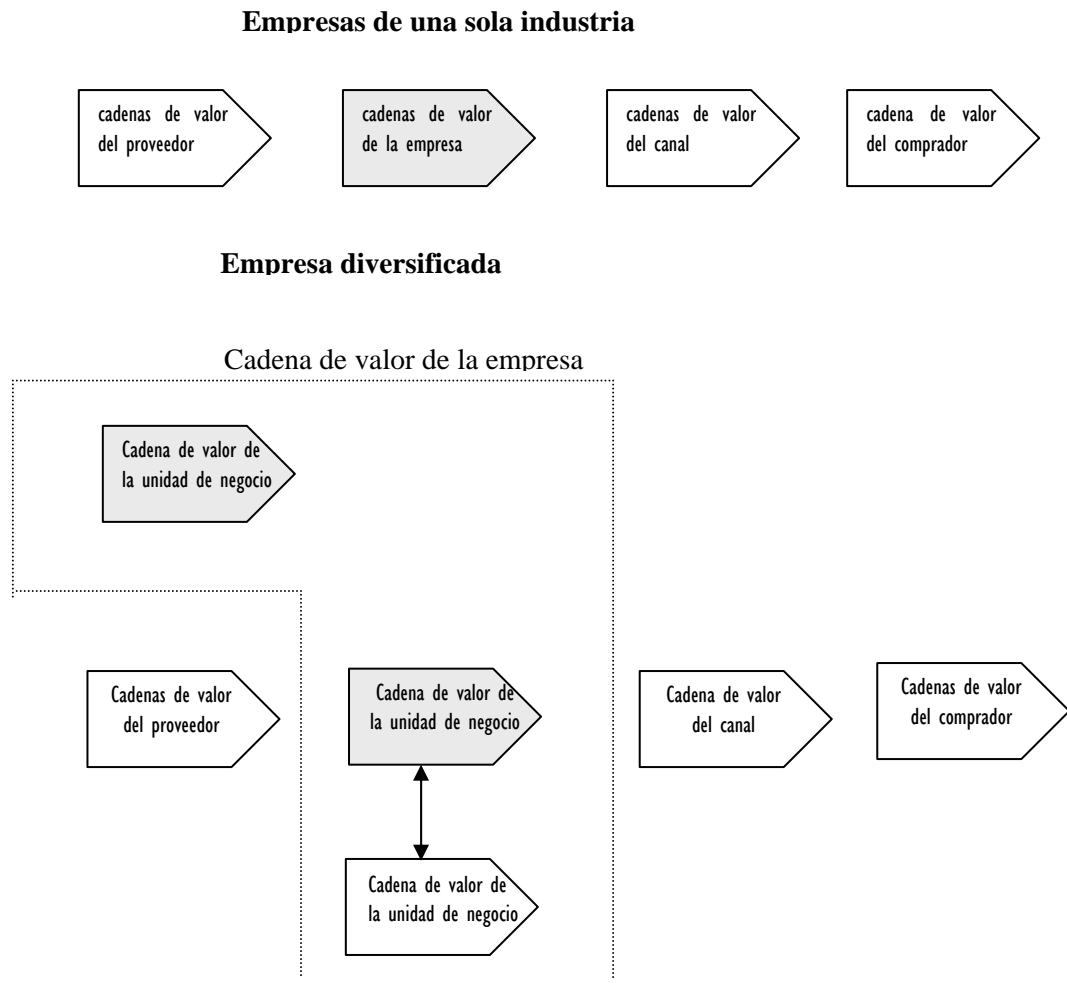 Empresas de una sola industria
cadenas de valor
del proveedor
cadenas de valor
de la empresa
cadenas de valor
del canal
cadena de valor
del comprador
Empresa diversificada
Cadena de valor de la empresa
Cadena de valor de
la unidad de negocio
Cadenas de valor
del proveedor
Cadena de valor de
la unidad de negocio
Cadena de valor
del canal
Cadenas de valor
del comprador
Cadena de valor de
la unidad de negocio